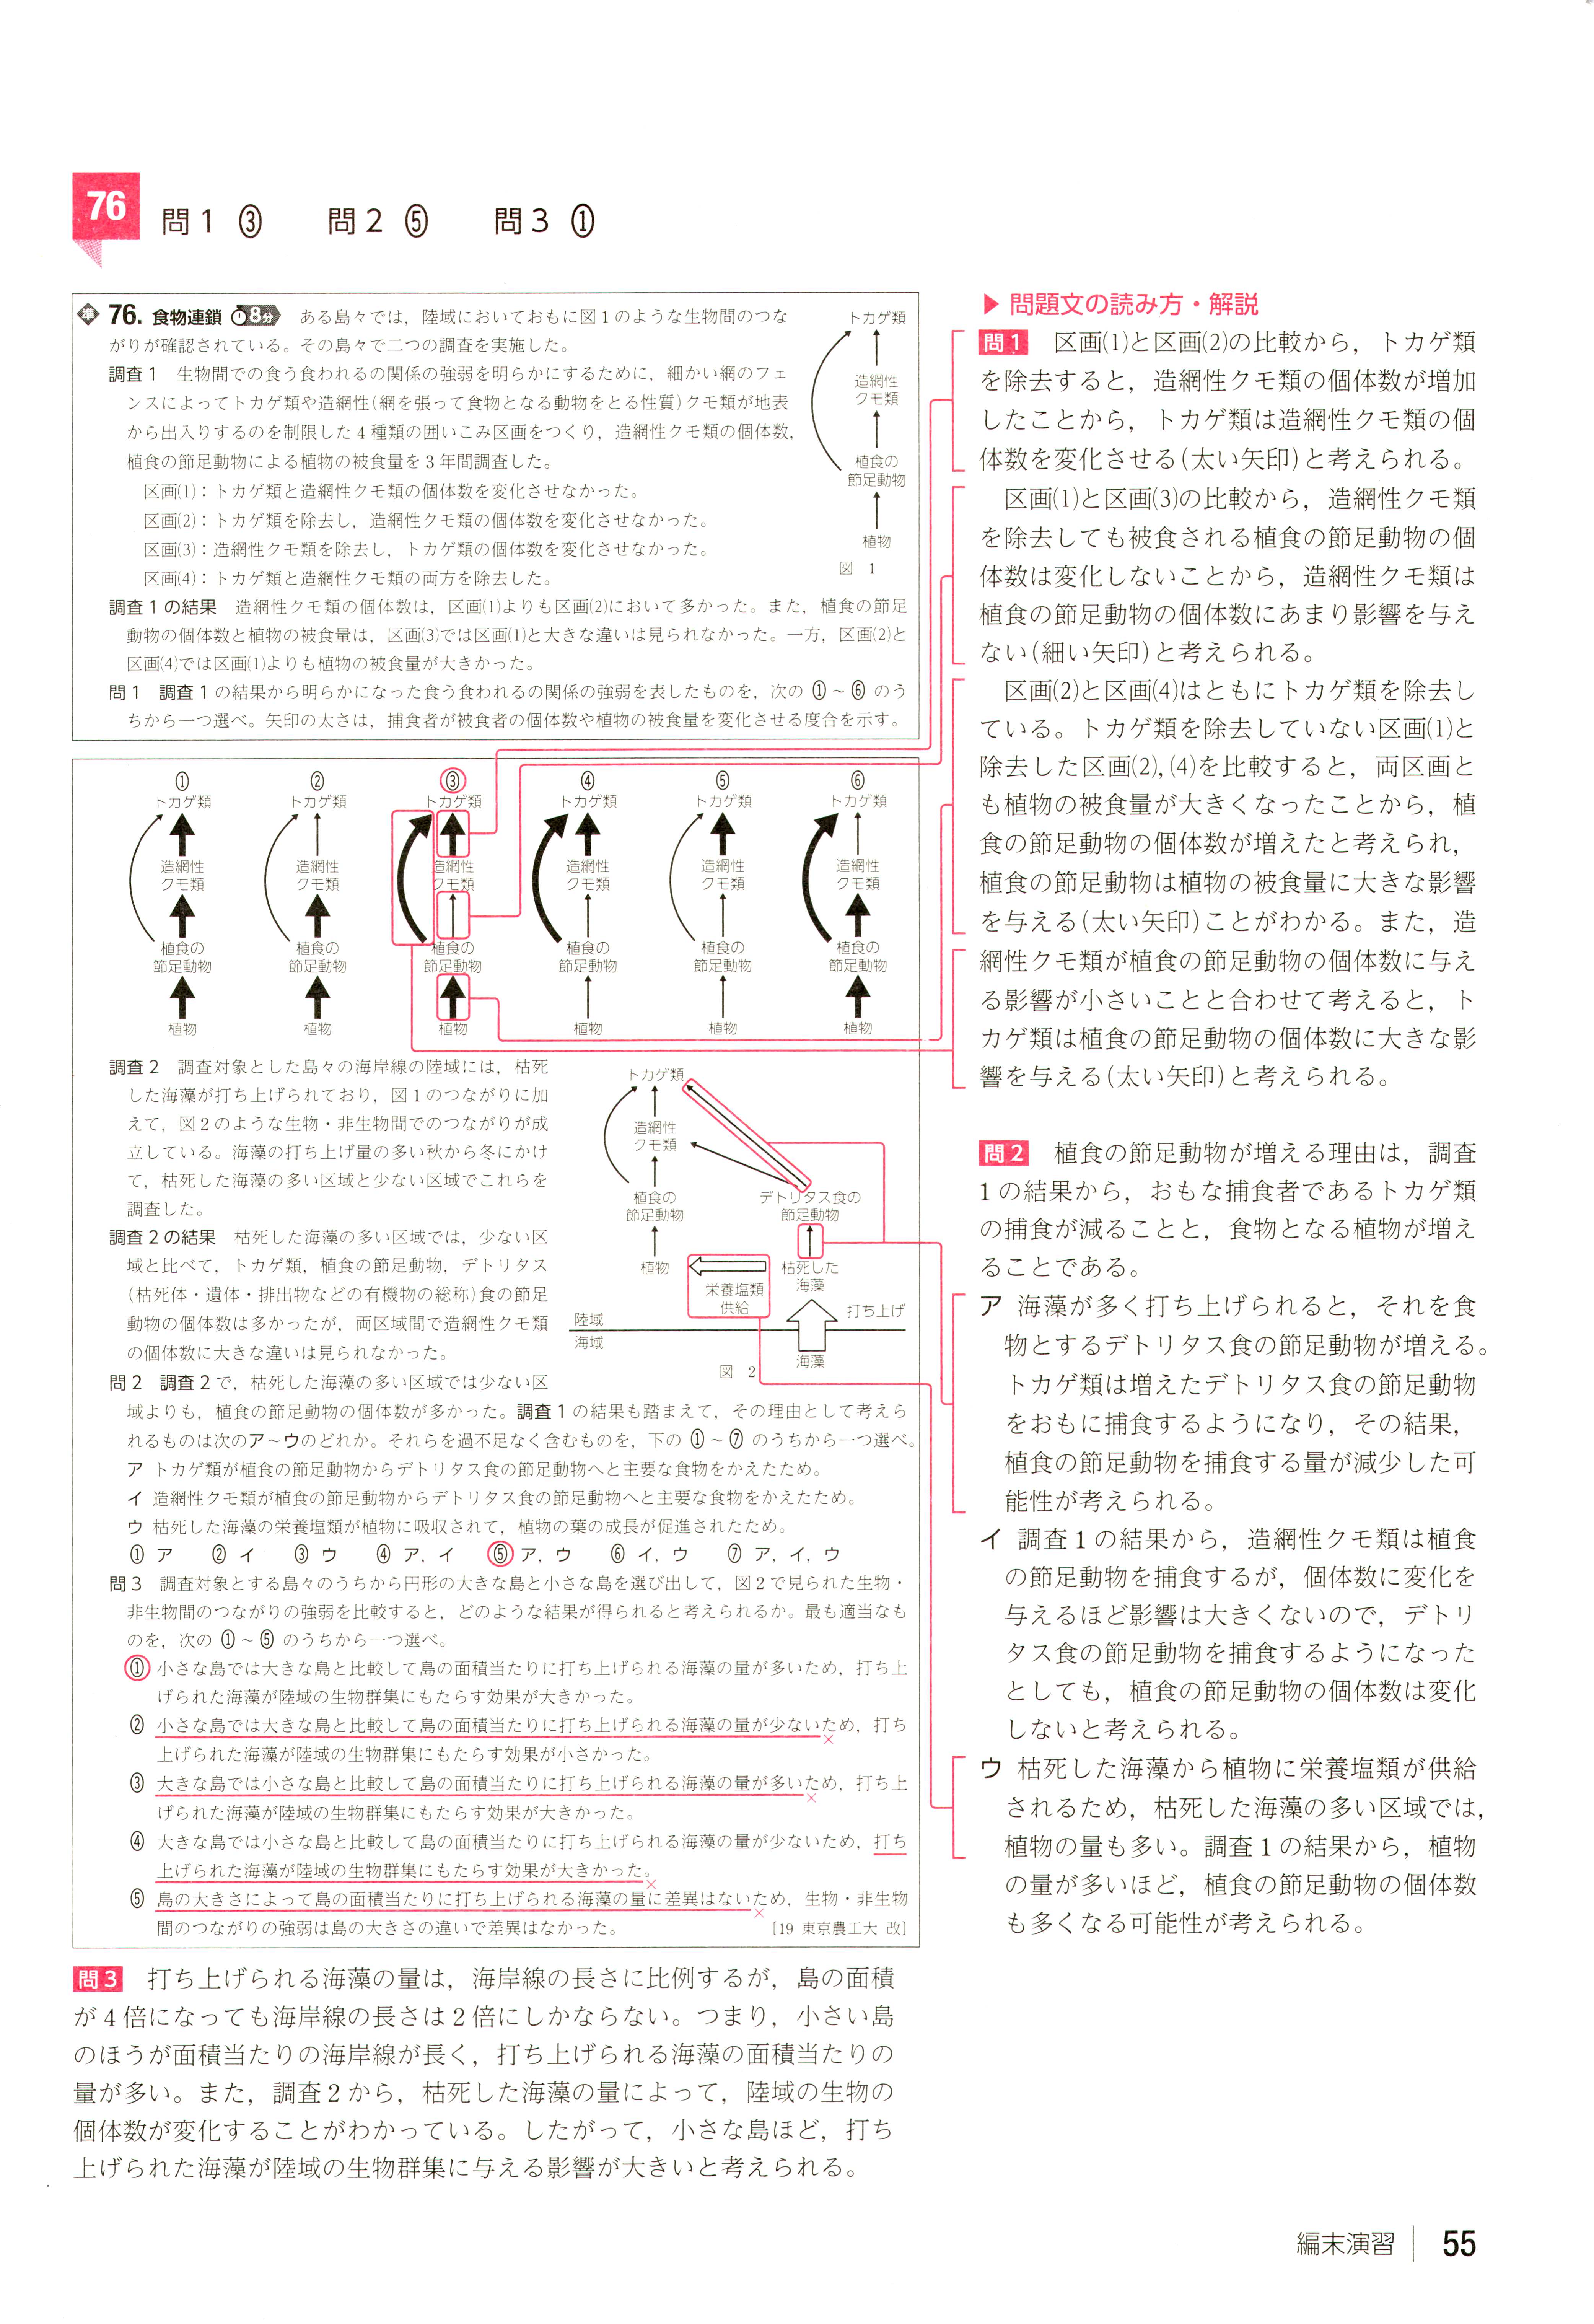 76
問1 ③ 問2 ⑤ 問3 ①
準 76. 食物連鎖 8分 ある島々では,陸域においておもに図1のような生物間のつな
がりが確認されている。その島々で二つの調査を実施した。
調査1 生物間での食う食われるの関係の強弱を明らかにするために,細かい網のフェ
ンスによってトカゲ類や造網性(網を張って食物となる動物をとる性質)クモ類が地表
から出入りするのを制限した4種類の囲いこみ区画をつくり,造網性クモ類の個体数,
植食の節足動物による植物の被食量を3年間調査した。
区画(1):トカゲ類と造網性クモ類の個体数を変化させなかった。
区画(2):トカゲ類を除去し,造網性クモ類の個体数を変化させなかった。
区画(3):造網性クモ類を除去し,トカゲ類の個体数を変化させなかった。
区画(4):トカゲ類と造網性クモ類の両方を除去した。
トカゲ類
造網性
クモ類
植食の
節足動物
植物
図 1
調査1の結果 造網性クモ類の個体数は,区画(1)よりも区画(2)において多かった。また,植食の節足
動物の個体数と植物の被食量は,区画(3)では区画(1)と大きな違いは見られなかった。一方,区画(2)と
区画(4)では区画(1)よりも植物の被食量が大きかった。
問1 調査1の結果から明らかになった食う食われるの関係の強弱を表したものを,次の ①~⑥ のう
ちから一つ選べ。矢印の太さは,捕食者が被食者の個体数や植物の被食量を変化させる度合を示す。
① ② ③ ④ ⑤ ⑥
トカゲ類 トカゲ類 トカゲ類 トカゲ類 トカゲ類 トカゲ類
造網性 造網性 造網性 造網性 造網性 造網性
クモ類 クモ類 クモ類 クモ類 クモ類 クモ類
植食の 植食の 植食の 植食の 植食の 植食の
節足動物 節足動物 節足動物 節足動物 節足動物 節足動物
植物 植物 植物 植物 植物 植物
調査2 調査対象とした島々の海岸線の陸域には,枯死
した海藻が打ち上げられており,図1のつながりに加
えて,図2のような生物・非生物間でのつながりが成
立している。海藻の打ち上げ量の多い秋から冬にかけ
て,枯死した海藻の多い区域と少ない区域でこれらを
調査した。
調査2の結果 枯死した海藻の多い区域では,少ない区
域と比べて,トカゲ類,植食の節足動物,デトリタス
(枯死体・遺体・排出物などの有機物の総称)食の節足
動物の個体数は多かったが,両区域間で造網性クモ類
の個体数に大きな違いは見られなかった。
トカゲ類
造網性
クモ類
植食の
節足動物
デトリタス食の
節足動物
植物
栄養塩類
供給
枯死した
海藻
打ち上げ
陸域
海域
海藻
図 2
問2 調査2で,枯死した海藻の多い区域では少ない区
域よりも,植食の節足動物の個体数が多かった。調査1の結果も踏まえて,その理由として考えら
れるものは次のア~ウのどれか。それらを過不足なく含むものを,下の ①~⑦ のうちから一つ選べ。
ア トカゲ類が植食の節足動物からデトリタス食の節足動物へと主要な食物をかえたため。
イ 造網性クモ類が植食の節足動物からデトリタス食の節足動物へと主要な食物をかえたため。
ウ 枯死した海藻の栄養塩類が植物に吸収されて,植物の葉の成長が促進されたため。
① ア ② イ ③ ウ ④ ア,イ ⑤ ア,ウ ⑥ イ,ウ ⑦ ア,イ,ウ
問3 調査対象とする島々のうちから円形の大きな島と小さな島を選び出して,図2で見られた生物・
非生物間のつながりの強弱を比較すると,どのような結果が得られると考えられるか。最も適当なも
のを,次の ①~⑤ のうちから一つ選べ。
① 小さな島では大きな島と比較して島の面積当たりに打ち上げられる海藻の量が多いため,打ち上
げられた海藻が陸域の生物群集にもたらす効果が大きかった。
② 小さな島では大きな島と比較して島の面積当たりに打ち上げられる海藻の量が少ないため,打ち
×
上げられた海藻が陸域の生物群集にもたらす効果が小さかった。
③ 大きな島では小さな島と比較して島の面積当たりに打ち上げられる海藻の量が多いため,打ち上
×
げられた海藻が陸域の生物群集にもたらす効果が大きかった。
④ 大きな島では小さな島と比較して島の面積当たりに打ち上げられる海藻の量が少ないため,打ち
上げられた海藻が陸域の生物群集にもたらす効果が大きかった。
×
⑤ 島の大きさによって島の面積当たりに打ち上げられる海藻の量に差異はないため,生物・非生物
×
間のつながりの強弱は島の大きさの違いで差異はなかった。 [19 東京農工大 改]
問3 打ち上げられる海藻の量は,海岸線の長さに比例するが,島の面積
が4倍になっても海岸線の長さは2倍にしかならない。つまり,小さい島
のほうが面積当たりの海岸線が長く,打ち上げられる海藻の面積当たりの
量が多い。また,調査2から,枯死した海藻の量によって,陸域の生物の
個体数が変化することがわかっている。したがって,小さな島ほど,打ち
上げられた海藻が陸域の生物群集に与える影響が大きいと考えられる。
▶ 問題文の読み方・解説
問1 区画(1)と区画(2)の比較から,トカゲ類
を除去すると,造網性クモ類の個体数が増加
したことから,トカゲ類は造網性クモ類の個
体数を変化させる(太い矢印)と考えられる。
区画(1)と区画(3)の比較から,造網性クモ類
を除去しても被食される植食の節足動物の個
体数は変化しないことから,造網性クモ類は
植食の節足動物の個体数にあまり影響を与え
ない(細い矢印)と考えられる。
区画(2)と区画(4)はともにトカゲ類を除去し
ている。トカゲ類を除去していない区画(1)と
除去した区画(2),(4)を比較すると,両区画と
も植物の被食量が大きくなったことから,植
食の節足動物の個体数が増えたと考えられ,
植食の節足動物は植物の被食量に大きな影響
を与える(太い矢印)ことがわかる。また,造
網性クモ類が植食の節足動物の個体数に与え
る影響が小さいことと合わせて考えると,ト
カゲ類は植食の節足動物の個体数に大きな影
響を与える(太い矢印)と考えられる。
問2 植食の節足動物が増える理由は,調査
1の結果から,おもな捕食者であるトカゲ類
の捕食が減ることと,食物となる植物が増え
ることである。
ア 海藻が多く打ち上げられると,それを食
物とするデトリタス食の節足動物が増える。
トカゲ類は増えたデトリタス食の節足動物
をおもに捕食するようになり,その結果,
植食の節足動物を捕食する量が減少した可
能性が考えられる。
イ 調査1の結果から,造網性クモ類は植食
の節足動物を捕食するが,個体数に変化を
与えるほど影響は大きくないので,デトリ
タス食の節足動物を捕食するようになった
としても,植食の節足動物の個体数は変化
しないと考えられる。
ウ 枯死した海藻から植物に栄養塩類が供給
されるため,枯死した海藻の多い区域では,
植物の量も多い。調査1の結果から,植物
の量が多いほど,植食の節足動物の個体数
も多くなる可能性が考えられる。
編末演習 55